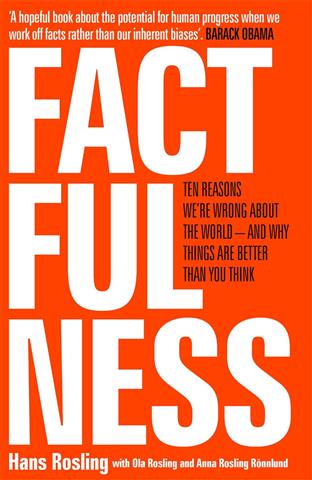 ‘A hopeful book about the potential for human progress when we
work off facts rather than our inherent biases’. BARACK OBAMA
FACT
FUL
NESS
TEN REASONS
WE’RE WRONG ABOUT
THE WORLD – AND WHY
THINGS ARE BETTER
THAN YOU THINK
Hans Rosling with Ola Rosling and Anna Rosling Rönnlund